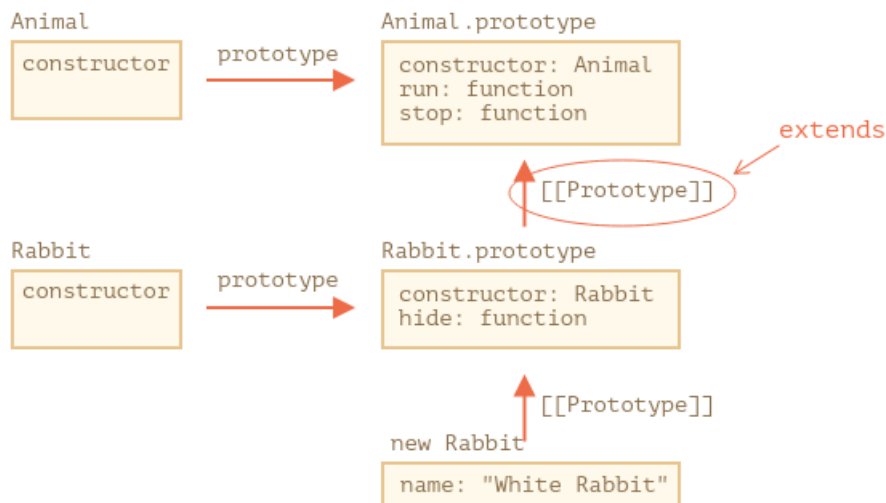 Animal
Animal.prototype
constructor
prototype
constructor: Animal
run: function
stop: function
extends
[[Prototype]]
Rabbit
Rabbit.prototype
constructor
prototype
constructor: Rabbit
hide: function
[[Prototype]]
new Rabbit
name: "White Rabbit"